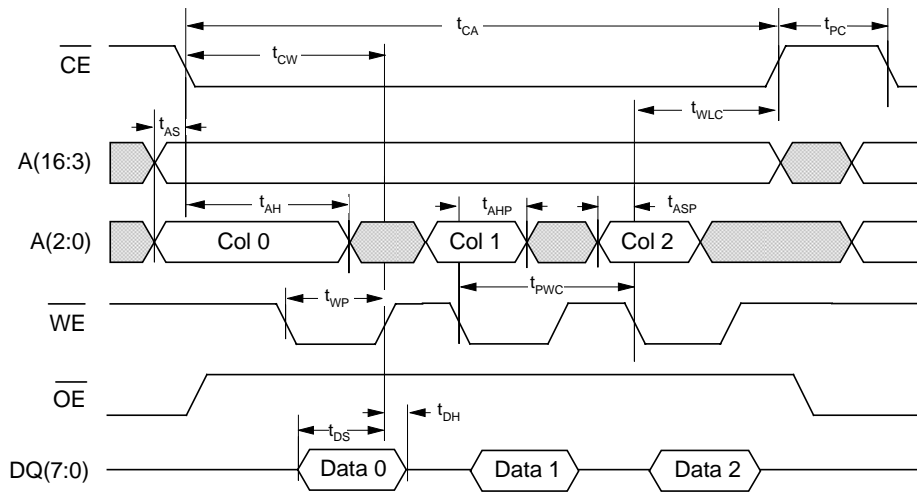 tCA
tPC
CE
tCW
tWLC
tAS
A(16:3)
tAH
tAHP
tASP
A(2:0)
Col 0
Col 1
Col 2
tWP
tPWC
WE
OE
tDS
tDH
DQ(7:0)
Data 0
Data 1
Data 2